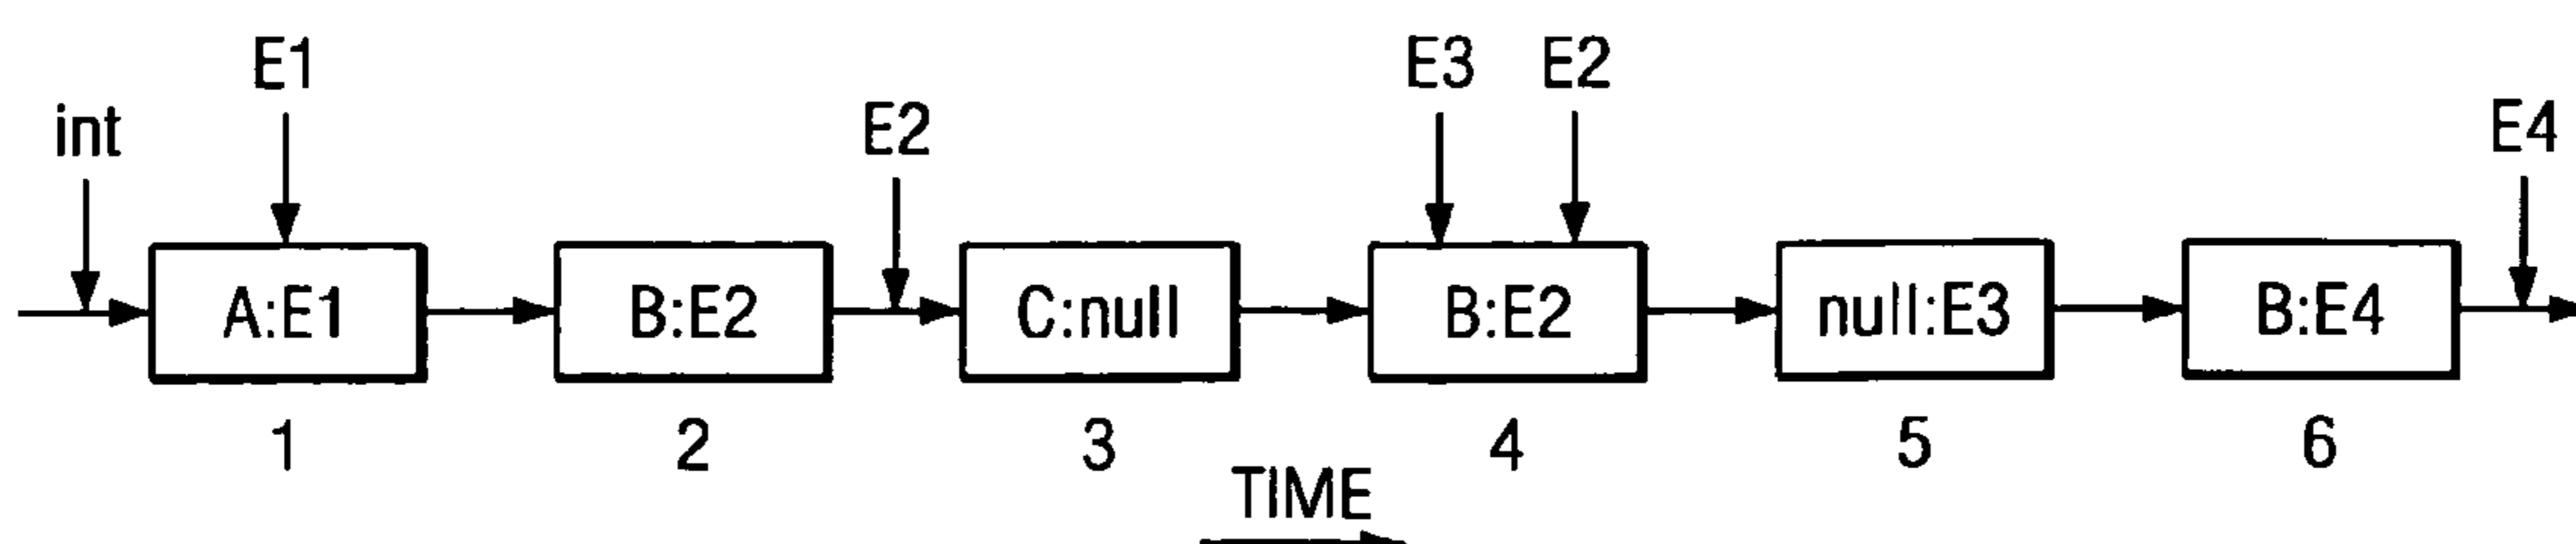 E1 E3 E2
int E2 E4
A:E1 B:E2 C:null B:E2 null:E3 B:E4
1 2 3 4 5 6
TIME